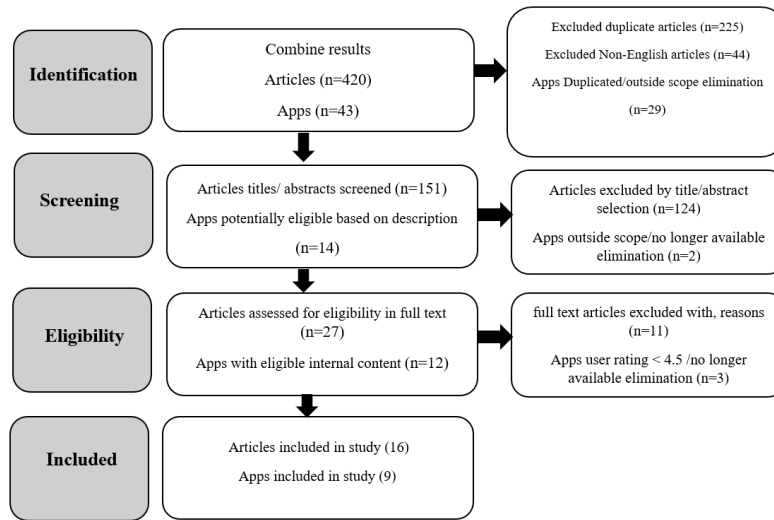 Identification
Combine results
Articles (n=420)
Apps (n=43)
Excluded duplicate articles (n=225)
Excluded Non-English articles (n=44)
Apps Duplicated/outside scope elimination
(n=29)
Screening
Articles titles/ abstracts screened (n=151)
Apps potentially eligible based on description
(n=14)
Articles excluded by title/abstract
selection (n=124)
Apps outside scope/no longer available
elimination (n=2)
Eligibility
Articles assessed for eligibility in full text
(n=27)
Apps with eligible internal content (n=12)
full text articles excluded with, reasons
(n=11)
Apps user rating < 4.5 /no longer
available elimination (n=3)
Included
Articles included in study (16)
Apps included in study (9)